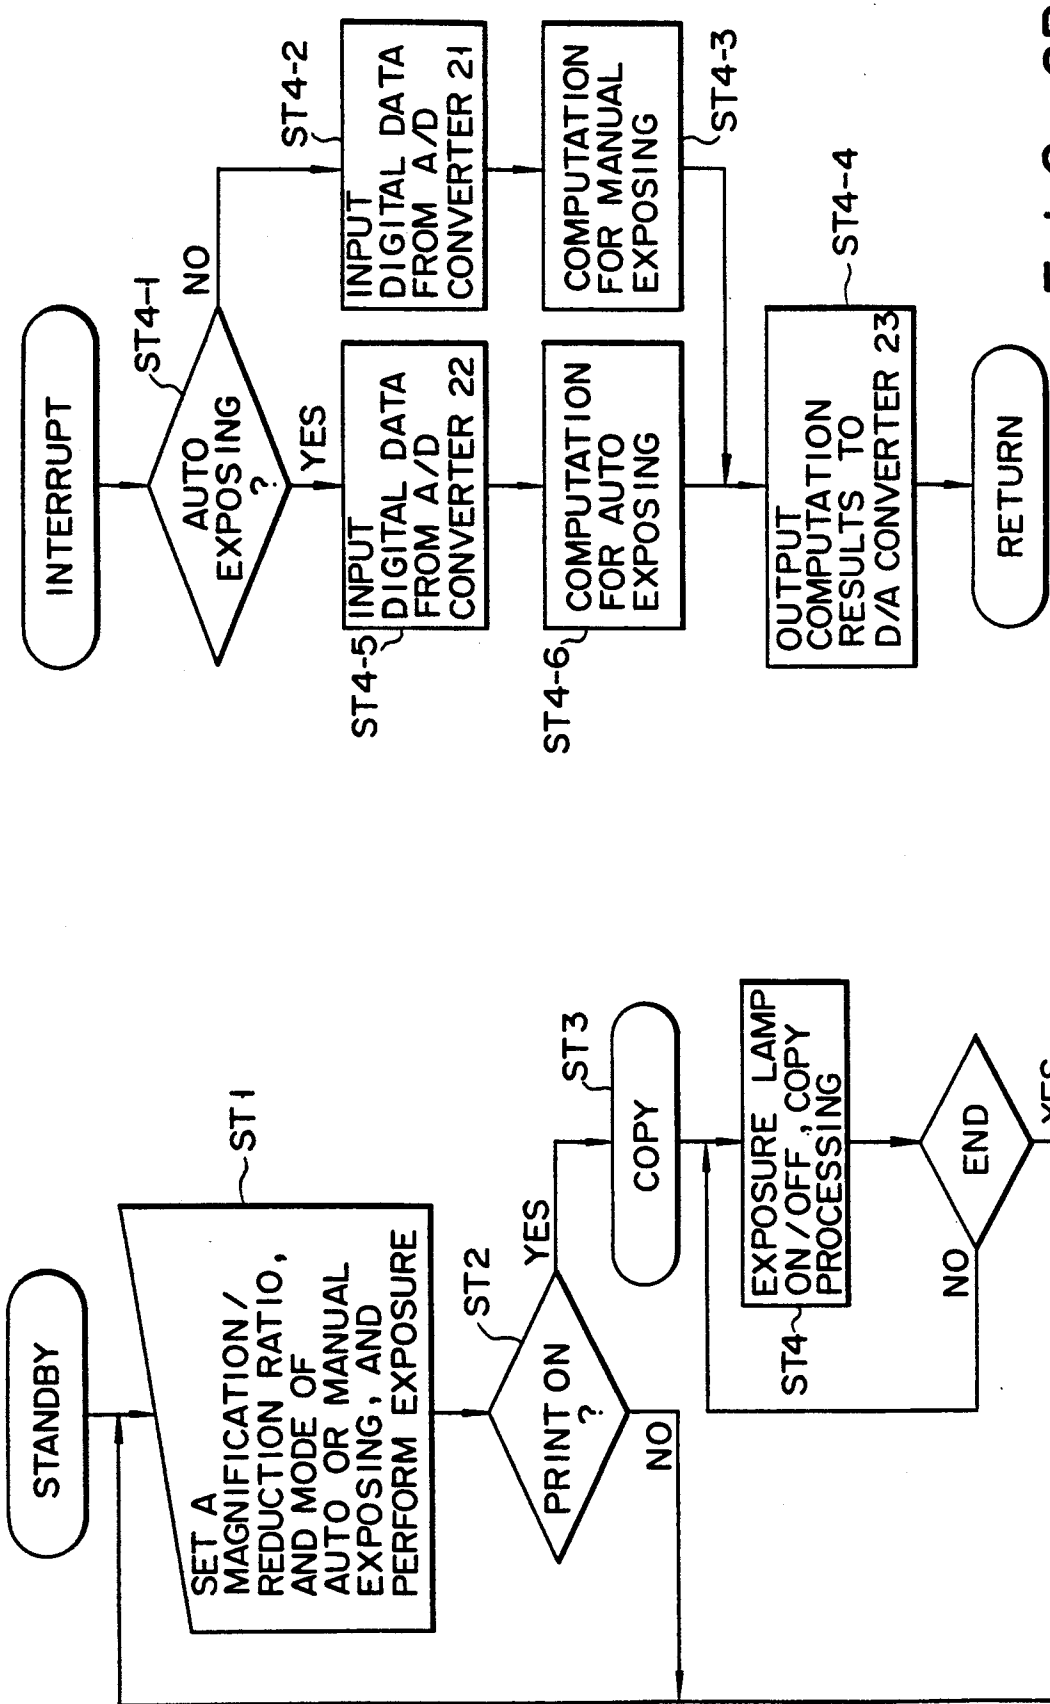 STANDBY
SET A
MAGNIFICATION/
REDUCTION RATIO,
AND MODE OF
AUTO OR MANUAL
EXPOSING, AND
PERFORM EXPOSURE
ST1
PRINT ON
?
ST2
YES
NO
COPY
ST3
EXPOSURE LAMP
ON/OFF, COPY
PROCESSING
ST4
END
NO
YES
INTERRUPT
AUTO
EXPOSING
?
ST4-1
NO
YES
INPUT
DIGITAL DATA
FROM A/D
CONVERTER 22
ST4-5
INPUT
DIGITAL DATA
FROM A/D
CONVERTER 21
ST4-2
COMPUTATION
FOR AUTO
EXPOSING
ST4-6
COMPUTATION
FOR MANUAL
EXPOSING
ST4-3
OUTPUT
COMPUTATION
RESULTS TO
D/A CONVERTER 23
ST4-4
RETURN